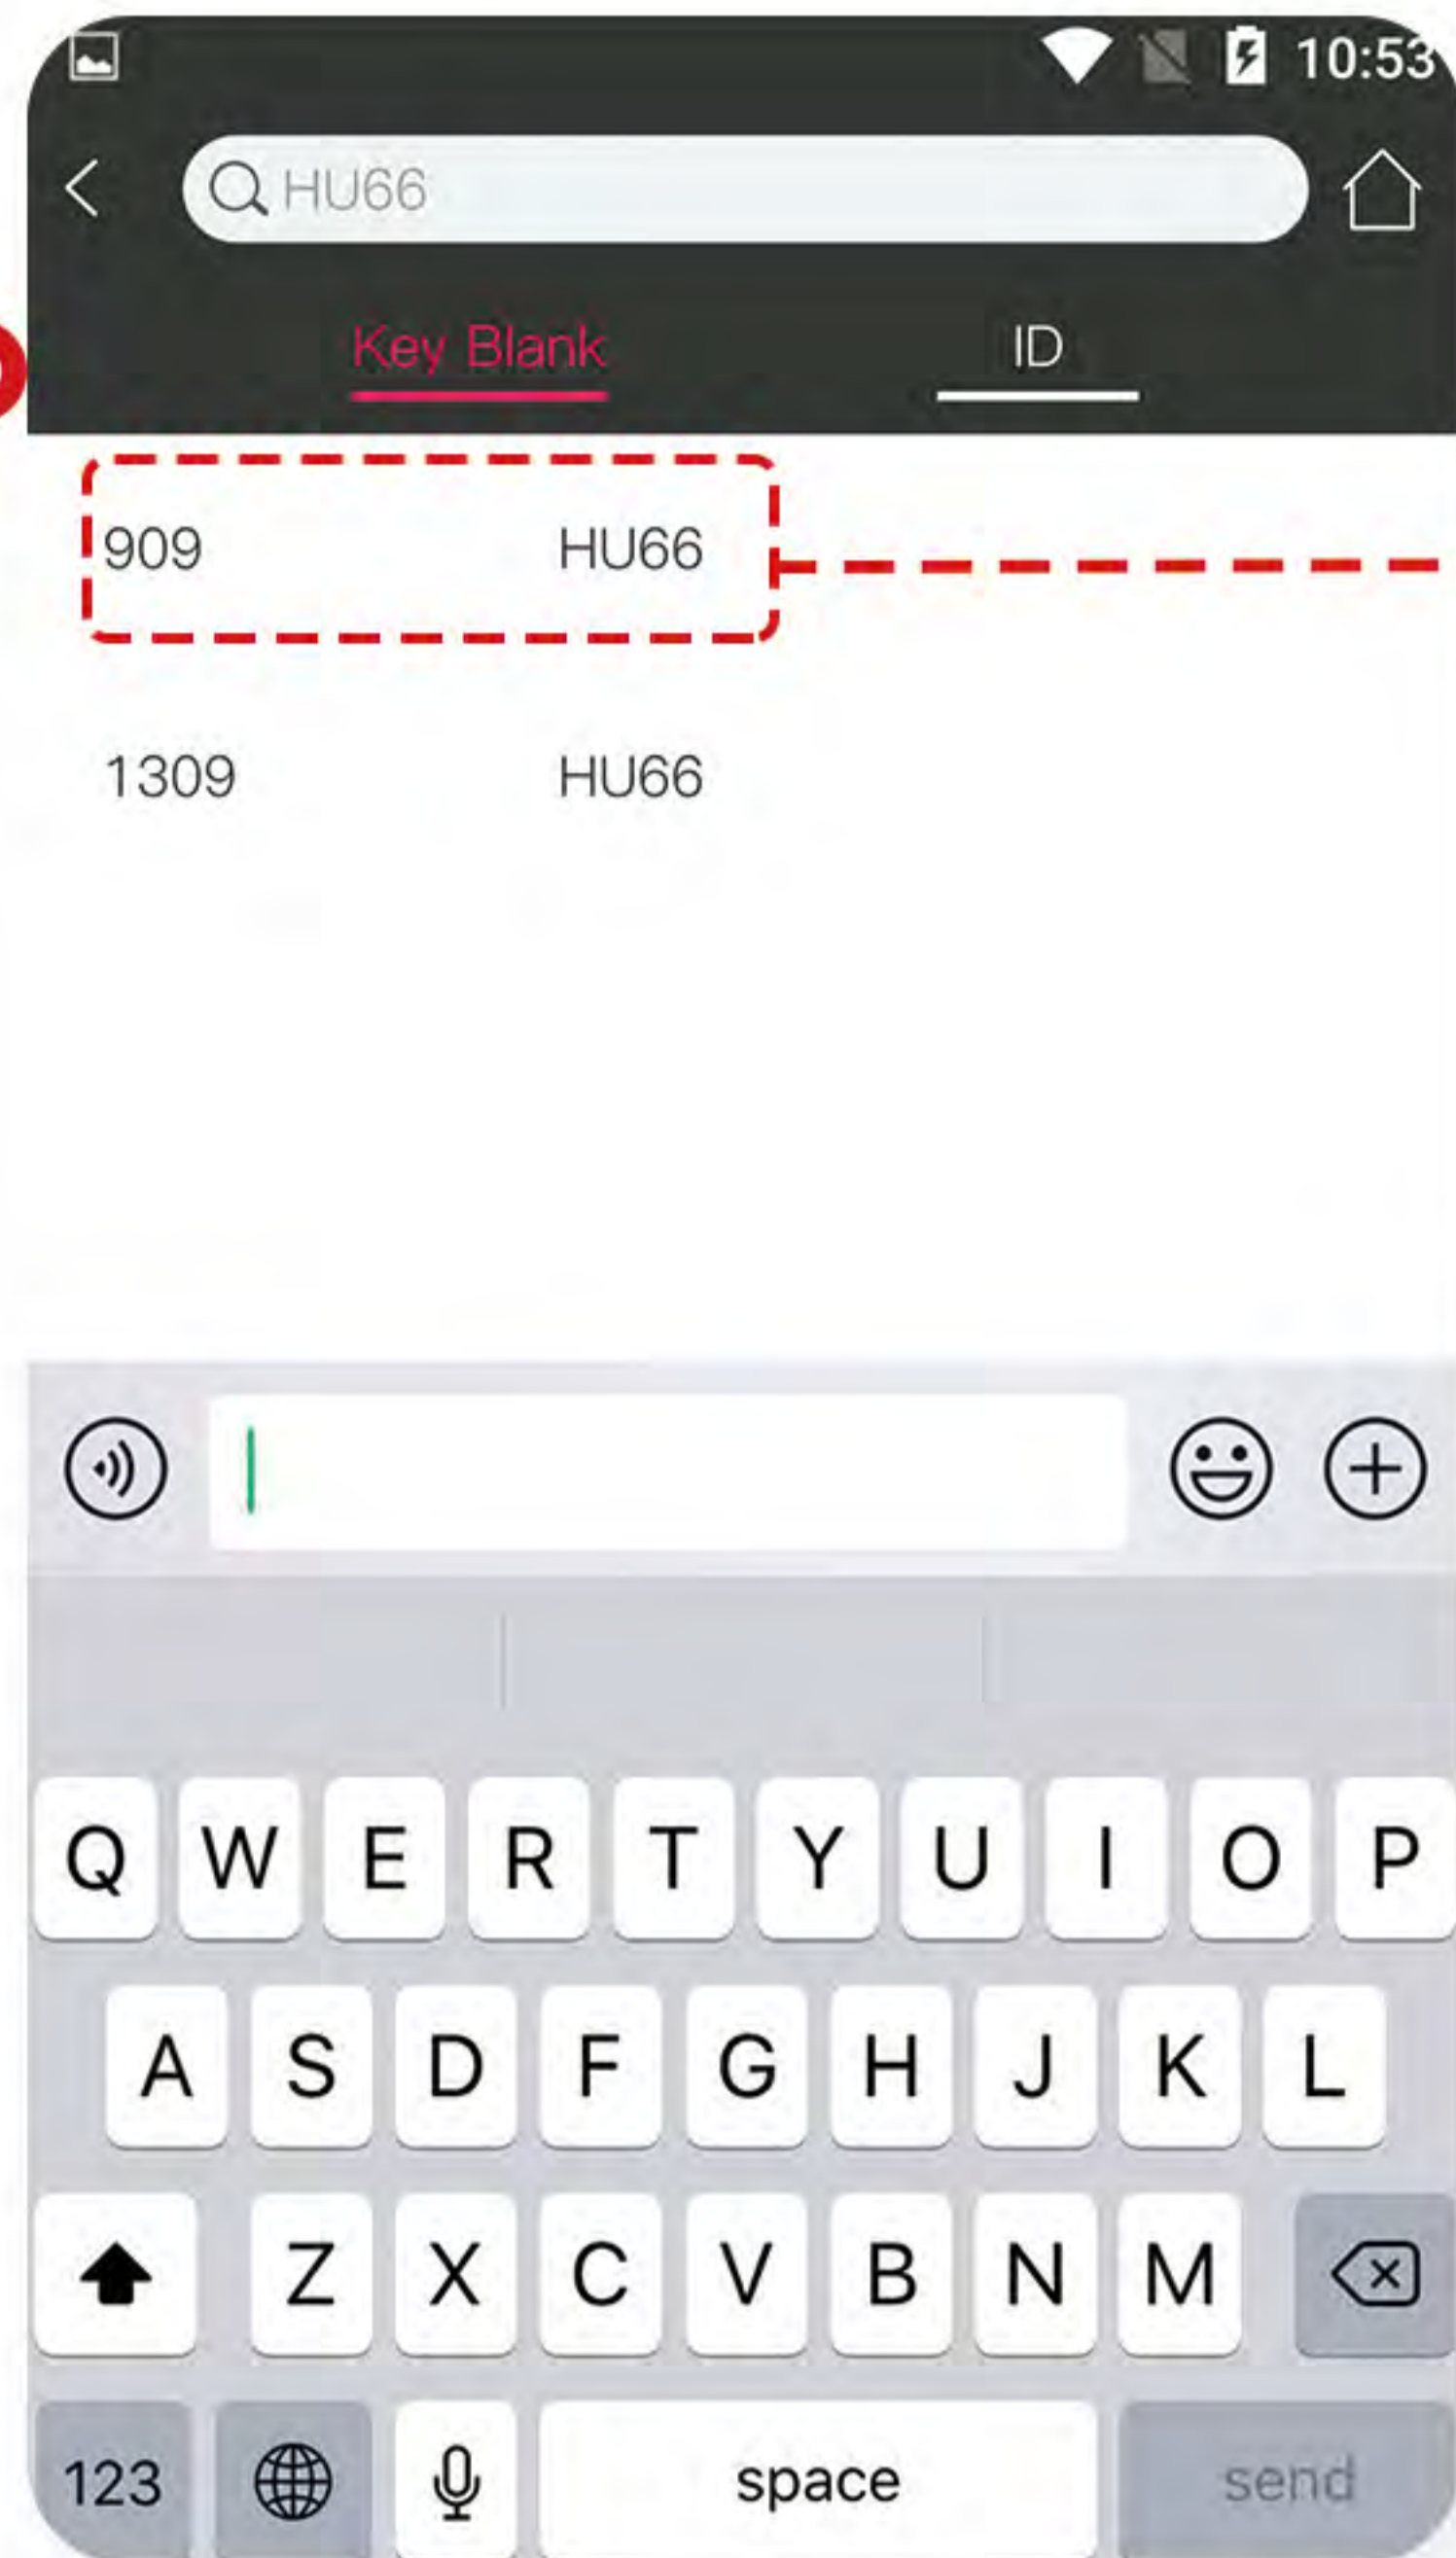 10:53
HU66
Key Blank ID
909 HU66
1309 HU66
Q W E R T Y U I O P
A S D F G H J K L
Z X C V B N M
123 space send